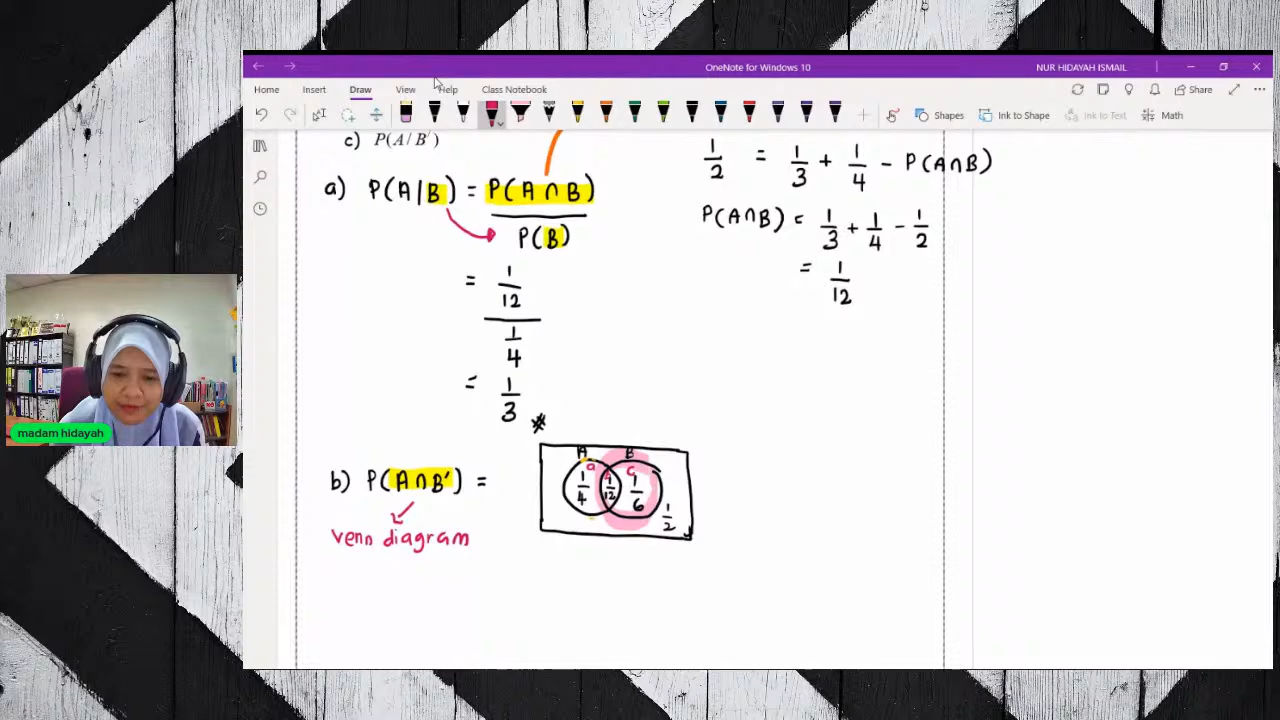 OneNote for Windows 10
NUR HIDAYAH ISMAIL
Home Insert Draw View Help Class Notebook
Share
Shapes Ink to Shape Ink to Text Math
c) P(A/B')
a) P(A|B) = P(A∩B)
P(B)
= 1
12
1
4
= 1
3 *
1/2 = 1/3 + 1/4 - P(A∩B)
P(A∩B) = 1/3 + 1/4 - 1/2
= 1/12
b) P(A∩B') =
venn diagram
A B
a c
1/4 1/12 1/6
1/2
madam hidayah